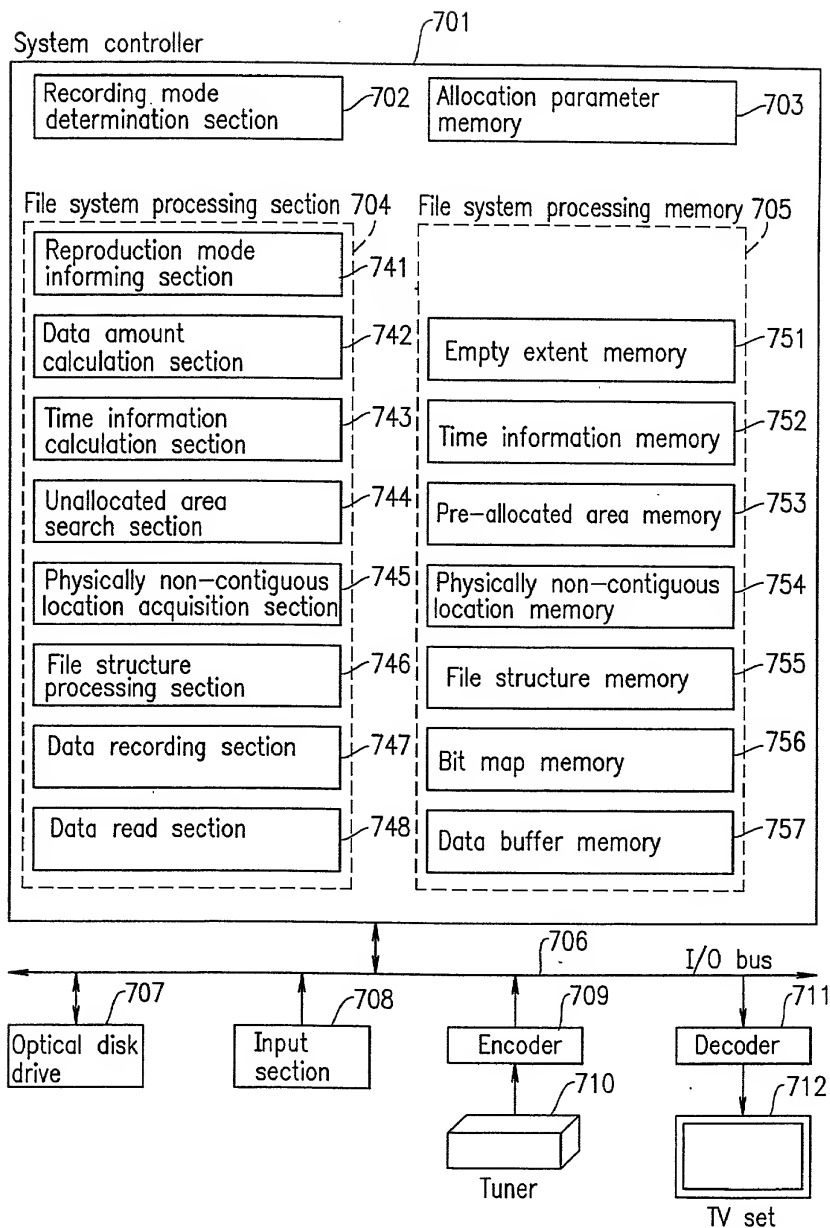 System controller
701
Recording mode
determination section
702
Allocation parameter
memory
703
File system processing section 704
File system processing memory 705
Reproduction mode
informing section
741
Data amount
calculation section
742
Empty extent memory
751
Time information
calculation section
743
Time information memory
752
Unallocated area
search section
744
Pre-allocated area memory
753
Physically non-contiguous
location acquisition section
745
Physically non-contiguous
location memory
754
File structure
processing section
746
File structure memory
755
Data recording section
747
Bit map memory
756
Data read section
748
Data buffer memory
757
706
I/O bus
707
Optical disk
drive
708
Input
section
709
Encoder
711
Decoder
710
Tuner
712
TV set